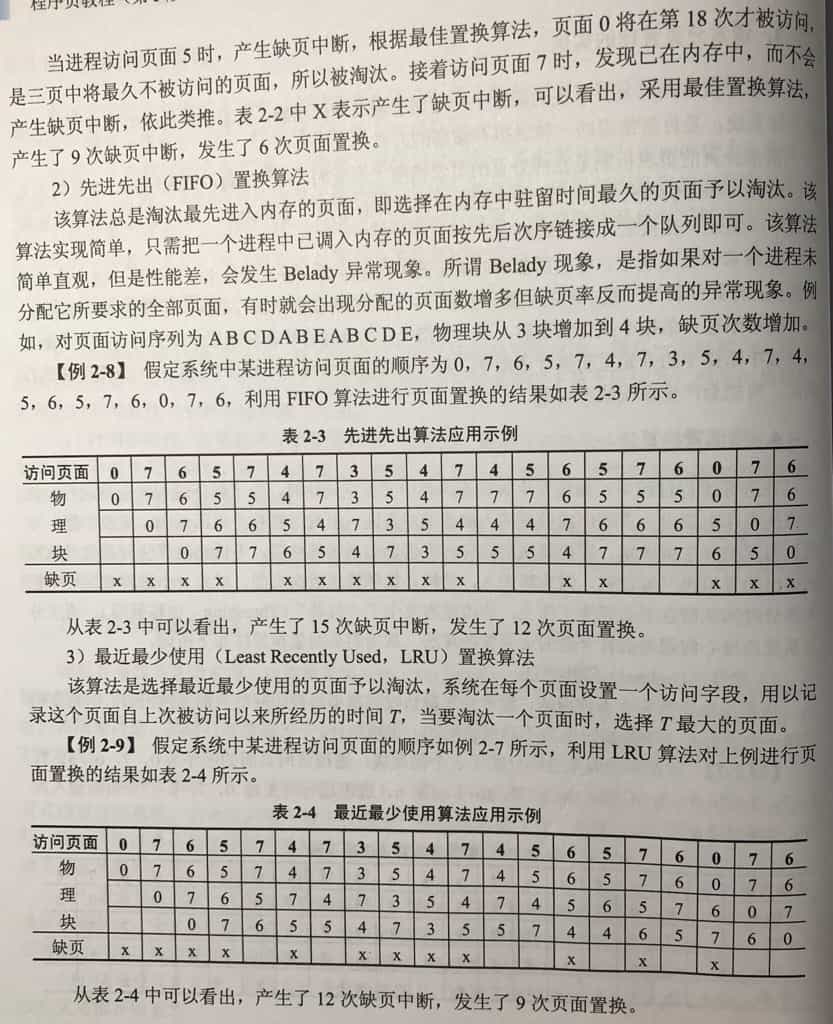 当进程访问页面 5 时，产生缺页中断，根据最佳置换算法，页面 0 将在第 18 次才被访问，
是三页中将最久不被访问的页面，所以被淘汰。接着访问页面 7 时，发现已在内存中，而不会
产生缺页中断，依此类推。表 2-2 中 X 表示产生了缺页中断，可以看出，采用最佳置换算法，
产生了 9 次缺页中断，发生了 6 次页面置换。
2）先进先出（FIFO）置换算法
该算法总是淘汰最先进入内存的页面，即选择在内存中驻留时间最久的页面予以淘汰。该
算法实现简单，只需把一个进程中已调入内存的页面按先后次序链接成一个队列即可。该算法
简单直观，但是性能差，会发生 Belady 异常现象。所谓 Belady 现象，是指如果对一个进程未
分配它所要求的全部页面，有时就会出现分配的页面数增多但缺页率反而提高的异常现象。例
如，对页面访问序列为 A B C D A B E A B C D E，物理块从 3 块增加到 4 块，缺页次数增加。
【例 2-8】 假定系统中某进程访问页面的顺序为 0，7，6，5，7，4，7，3，5，4，7，4，
5，6，5，7，6，0，7，6，利用 FIFO 算法进行页面置换的结果如表 2-3 所示。
表 2-3 先进先出算法应用示例
访问页面 0 7 6 5 7 4 7 3 5 4 7 4 5 6 5 7 6 0 7 6
物 0 7 6 5 5 4 7 3 5 4 7 7 7 6 5 5 5 0 7 6
理 0 7 6 6 5 4 7 3 5 4 4 4 7 6 6 6 5 0 7
块 0 7 6 5 4 7 3 5 5 5 4 7 7 7 6 5 0
缺页 x x x x x x x x x x x x x x x
从表 2-3 中可以看出，产生了 15 次缺页中断，发生了 12 次页面置换。
3）最近最少使用（Least Recently Used，LRU）置换算法
该算法是选择最近最少使用的页面予以淘汰，系统在每个页面设置一个访问字段，用以记
录这个页面自上次被访问以来所经历的时间 T，当要淘汰一个页面时，选择 T 最大的页面。
【例 2-9】 假定系统中某进程访问页面的顺序如例 2-7 所示，利用 LRU 算法对上例进行页
面置换的结果如表 2-4 所示。
表 2-4 最近最少使用算法应用示例
访问页面 0 7 6 5 7 4 7 3 5 4 7 4 5 6 5 7 6 0 7 6
物 0 7 6 5 7 4 7 3 5 4 7 4 5 6 5 7 6 0 7 6
理 0 7 6 5 7 4 7 3 5 4 7 4 5 6 5 7 6 0 7
块 0 7 6 5 5 4 7 3 5 5 7 4 4 6 5 7 6 0
缺页 x x x x x x x x x x x x
从表 2-4 中可以看出，产生了 12 次缺页中断，发生了 9 次页面置换。